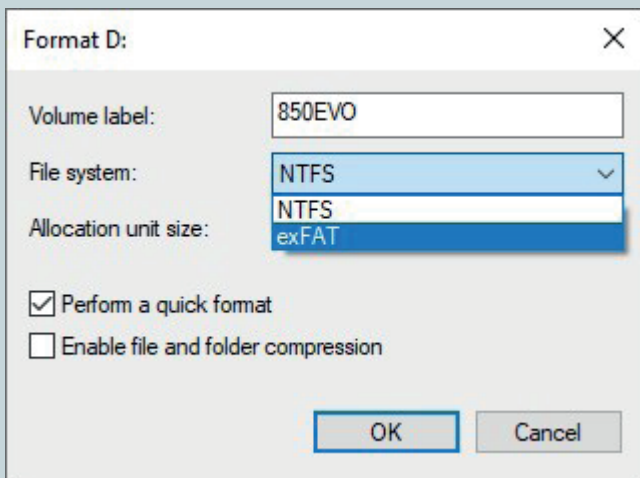 Format D:
Volume label:
850EVO
File system:
NTFS
NTFS
exFAT
Allocation unit size:
Perform a quick format
Enable file and folder compression
OK
Cancel